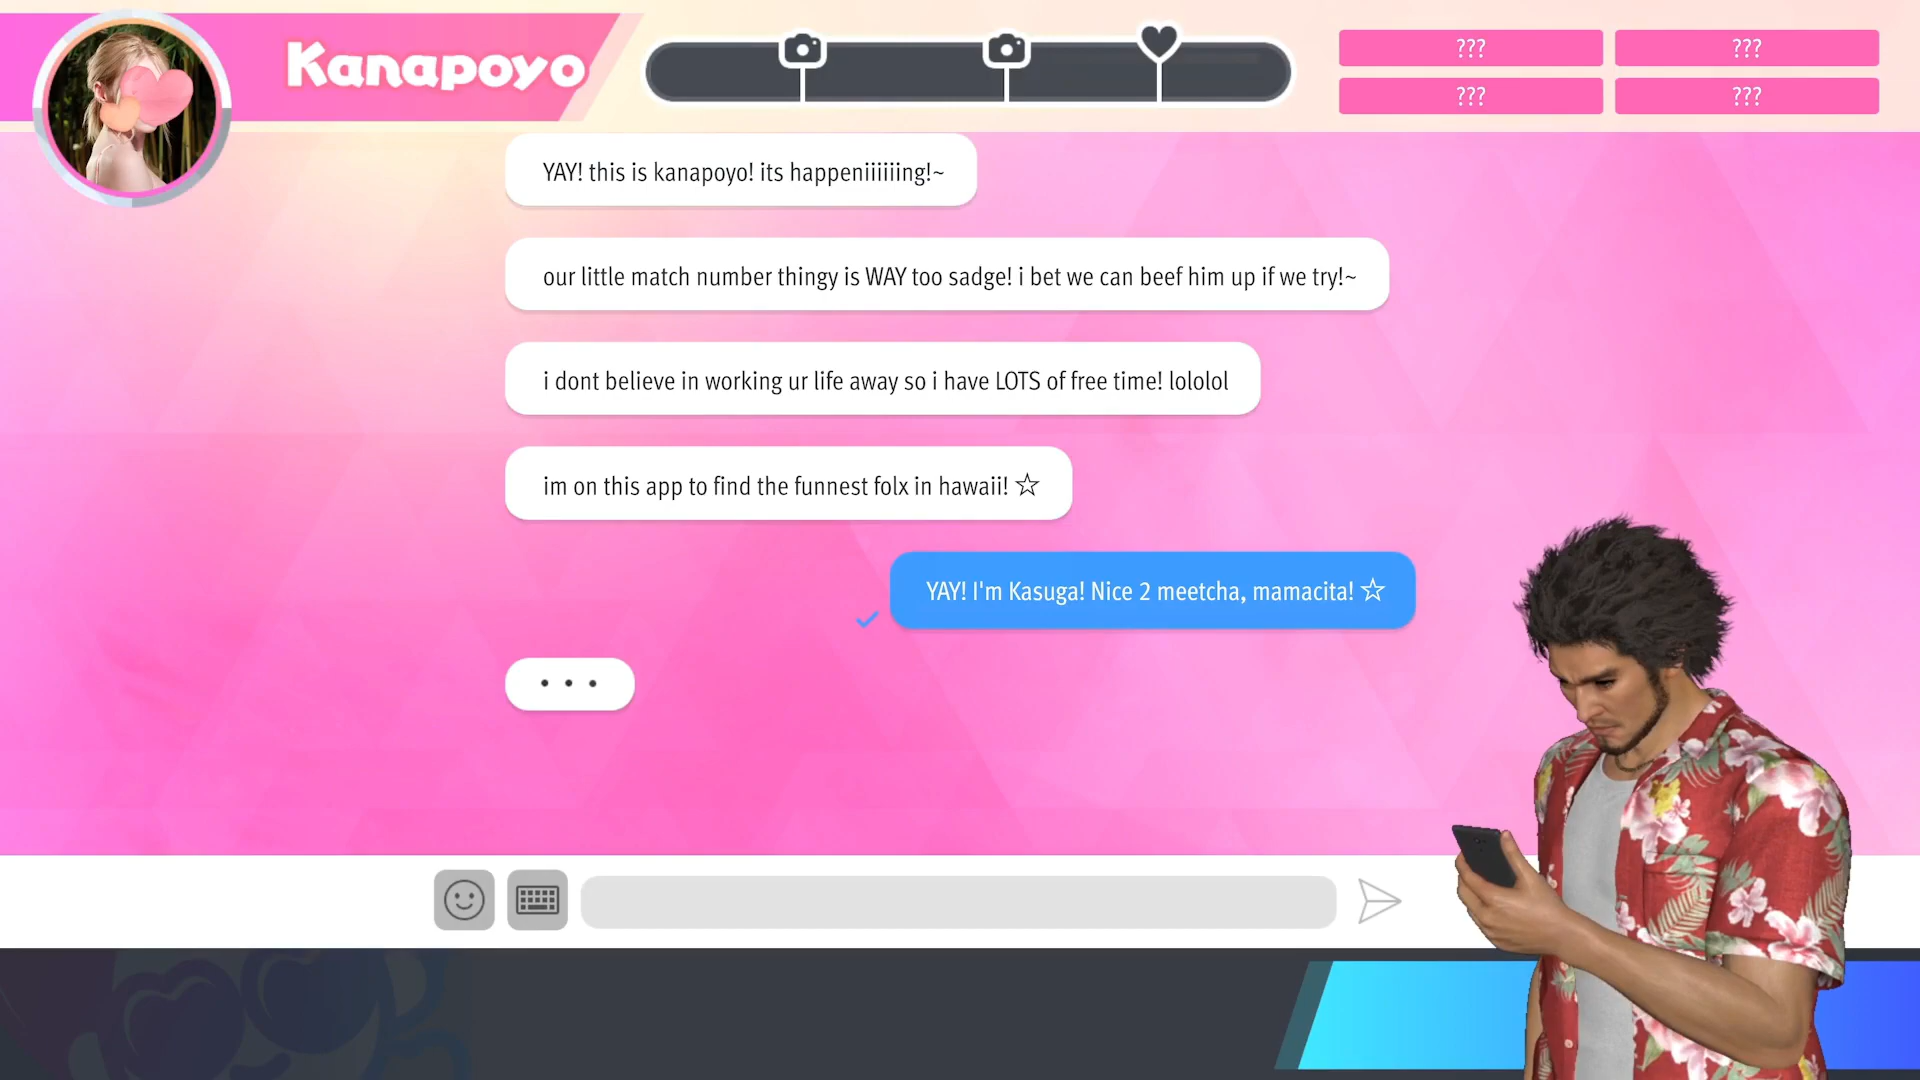 Kanapoyo
??? ???
??? ???
YAY! this is kanapoyo! its happeniiiiiing!~
our little match number thingy is WAY too sadge! i bet we can beef him up if we try!~
i dont believe in working ur life away so i have LOTS of free time! lololol
im on this app to find the funnest folx in hawaii! ☆
YAY! I'm Kasuga! Nice 2 meetcha, mamacita! ☆
• • •